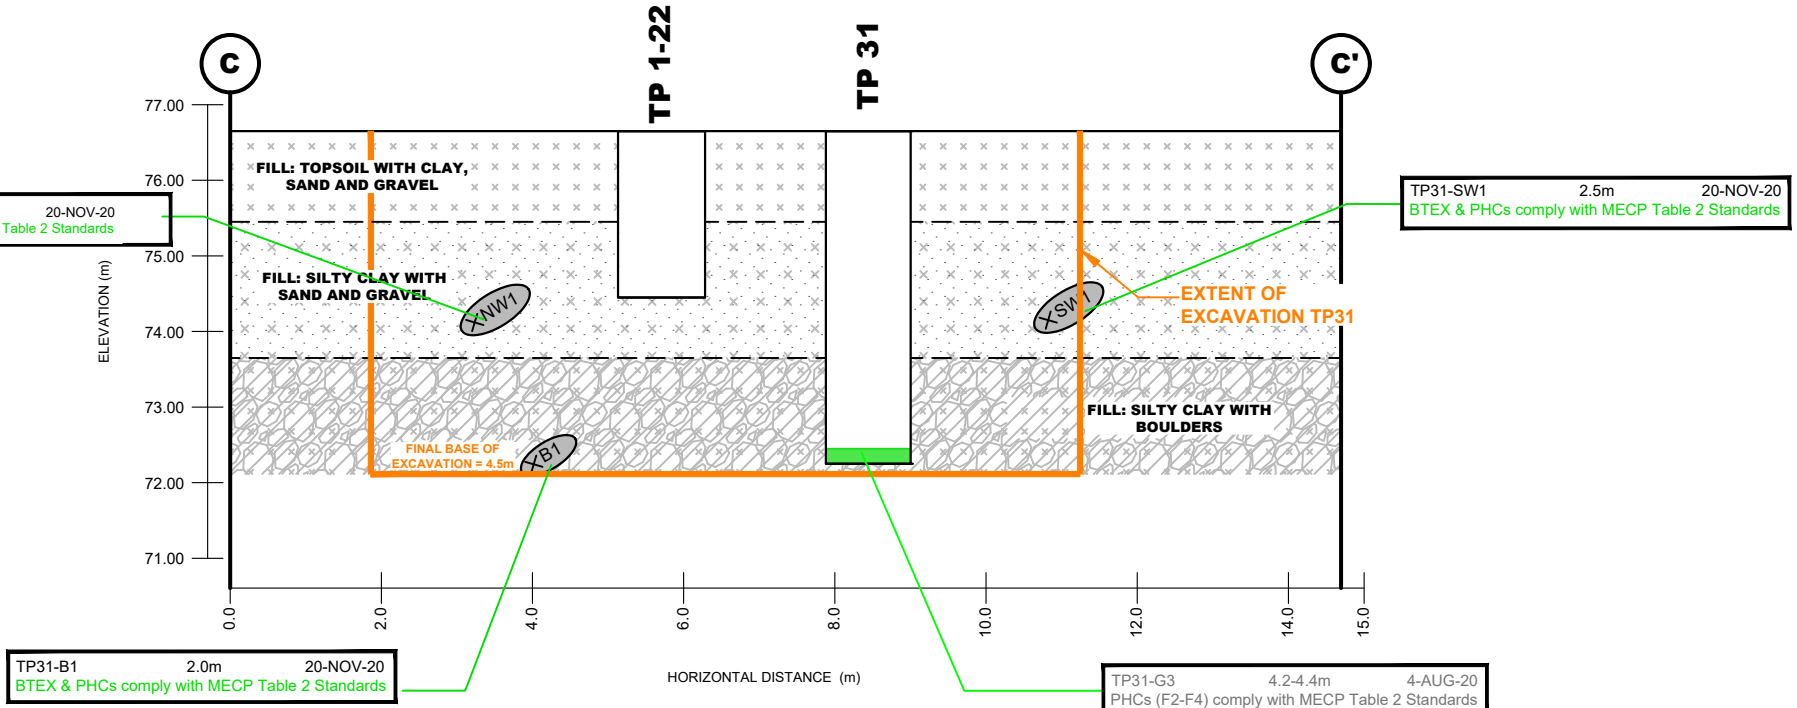 TP 1-22
TP 31
C
C'
77.00
76.00
75.00
74.00
73.00
72.00
71.00
ELEVATION (m)
FILL: TOPSOIL WITH CLAY,
SAND AND GRAVEL
20-NOV-20
Table 2 Standards
TP31-SW1 2.5m 20-NOV-20
BTEX & PHCs comply with MECP Table 2 Standards
FILL: SILTY CLAY WITH
SAND AND GRAVEL
XNW1
XSW1
EXTENT OF
EXCAVATION TP31
FILL: SILTY CLAY WITH
BOULDERS
FINAL BASE OF
EXCAVATION = 4.5m
XB1
0.0
2.0
4.0
6.0
8.0
10.0
12.0
14.0
15.0
HORIZONTAL DISTANCE (m)
TP31-B1 2.0m 20-NOV-20
BTEX & PHCs comply with MECP Table 2 Standards
TP31-G3 4.2-4.4m 4-AUG-20
PHCs (F2-F4) comply with MECP Table 2 Standards